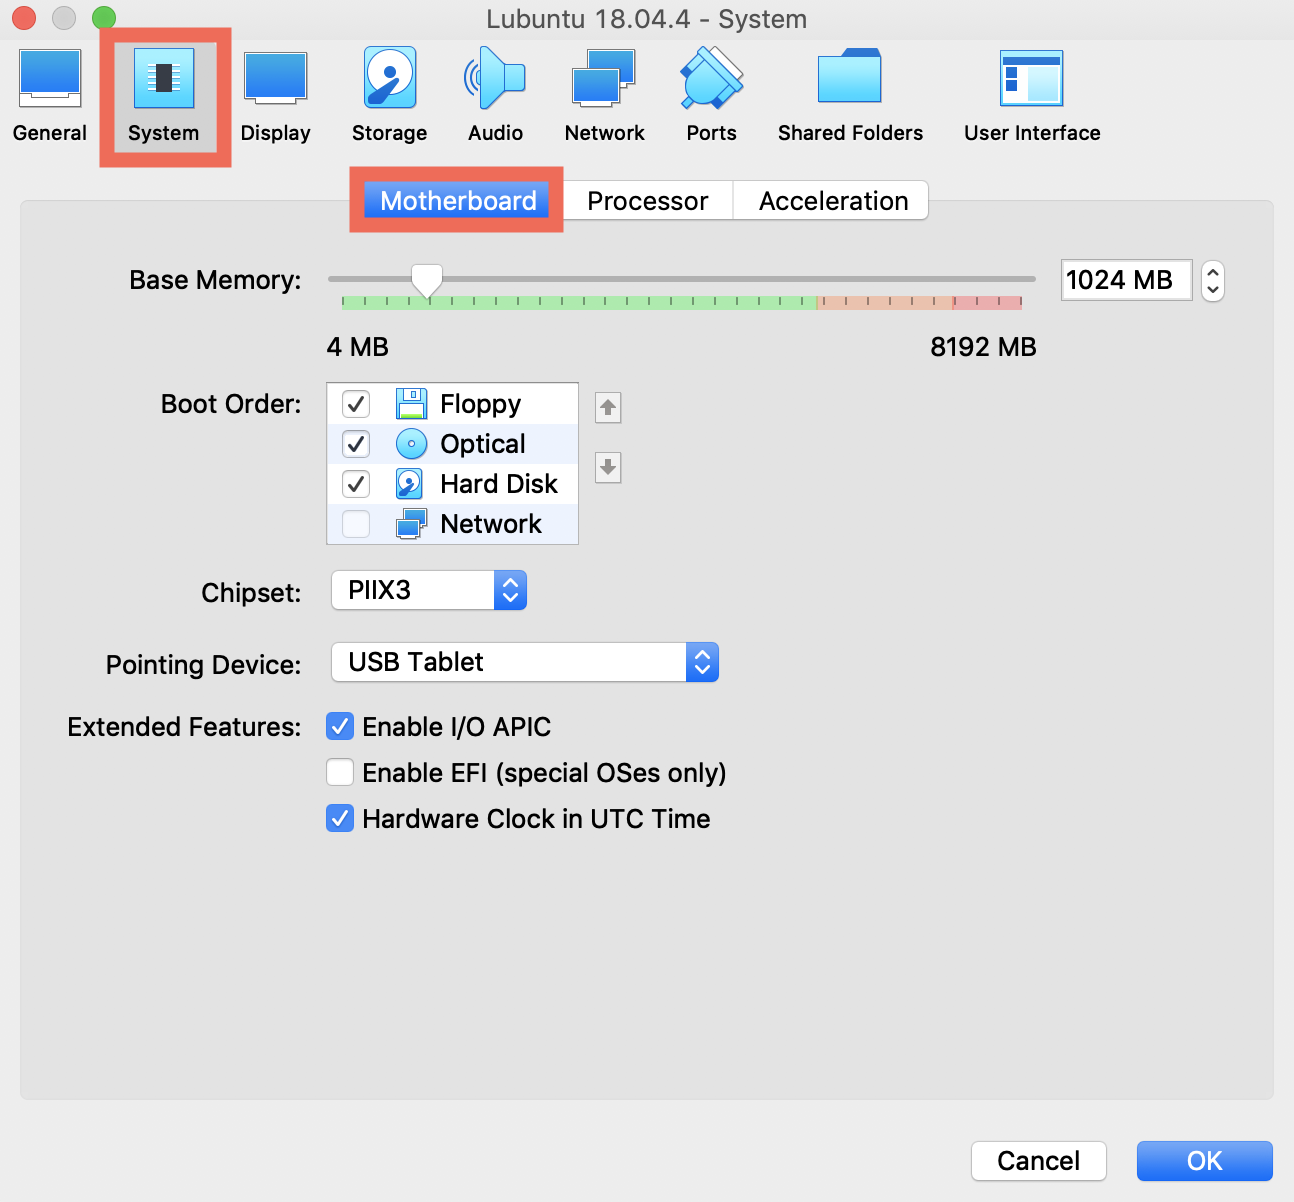 Lubuntu 18.04.4 - System
General System Display Storage Audio Network Ports Shared Folders User Interface
Motherboard Processor Acceleration
Base Memory: 1024 MB
4 MB 8192 MB
Boot Order: Floppy
Optical
Hard Disk
Network
Chipset: PIIX3
Pointing Device: USB Tablet
Extended Features: Enable I/O APIC
Enable EFI (special OSes only)
Hardware Clock in UTC Time
Cancel OK